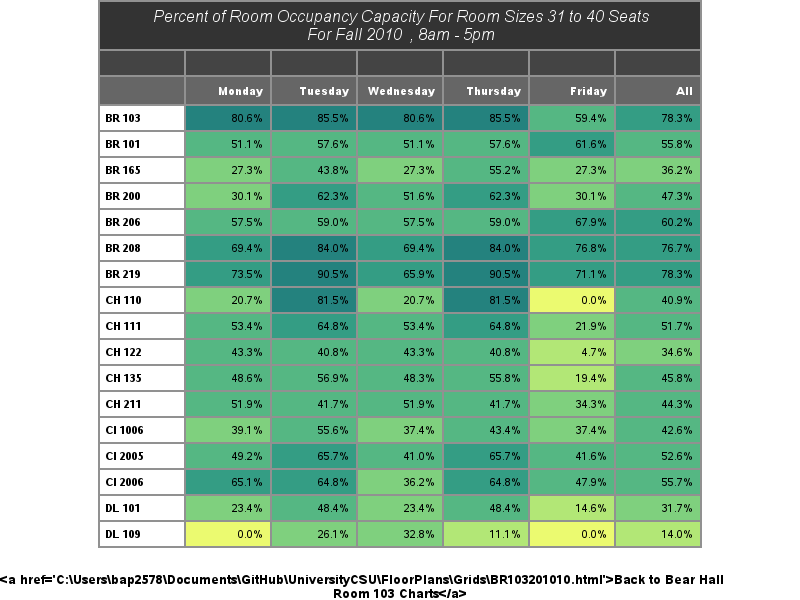 Percent of Room Occupancy Capacity For Room Sizes 31 to 40 Seats
For Fall 2010 , 8am - 5pm
Monday Tuesday Wednesday Thursday Friday All
BR 103 80.6% 85.5% 80.6% 85.5% 59.4% 78.3%
BR 101 51.1% 57.6% 51.1% 57.6% 61.6% 55.8%
BR 165 27.3% 43.8% 27.3% 55.2% 27.3% 36.2%
BR 200 30.1% 62.3% 51.6% 62.3% 30.1% 47.3%
BR 206 57.5% 59.0% 57.5% 59.0% 67.9% 60.2%
BR 208 69.4% 84.0% 69.4% 84.0% 76.8% 76.7%
BR 219 73.5% 90.5% 65.9% 90.5% 71.1% 78.3%
CH 110 20.7% 81.5% 20.7% 81.5% 0.0% 40.9%
CH 111 53.4% 64.8% 53.4% 64.8% 21.9% 51.7%
CH 122 43.3% 40.8% 43.3% 40.8% 4.7% 34.6%
CH 135 48.6% 56.9% 48.3% 55.8% 19.4% 45.8%
CH 211 51.9% 41.7% 51.9% 41.7% 34.3% 44.3%
CI 1006 39.1% 55.6% 37.4% 43.4% 37.4% 42.6%
CI 2005 49.2% 65.7% 41.0% 65.7% 41.6% 52.6%
CI 2006 65.1% 64.8% 36.2% 64.8% 47.9% 55.7%
DL 101 23.4% 48.4% 23.4% 48.4% 14.6% 31.7%
DL 109 0.0% 26.1% 32.8% 11.1% 0.0% 14.0%
<a href='C:\Users\bap2578\Documents\GitHub\UniversityCSU\FloorPlans\Grids\BR103201010.html'>Back to Bear Hall
Room 103 Charts</a>